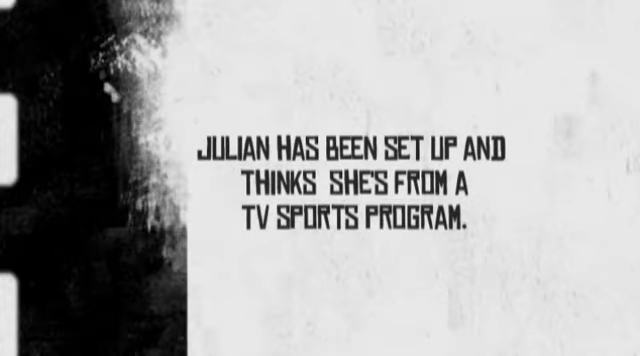 JULIAN HAS BEEN SET UP AND
THINKS SHE'S FROM A
TV SPORTS PROGRAM.